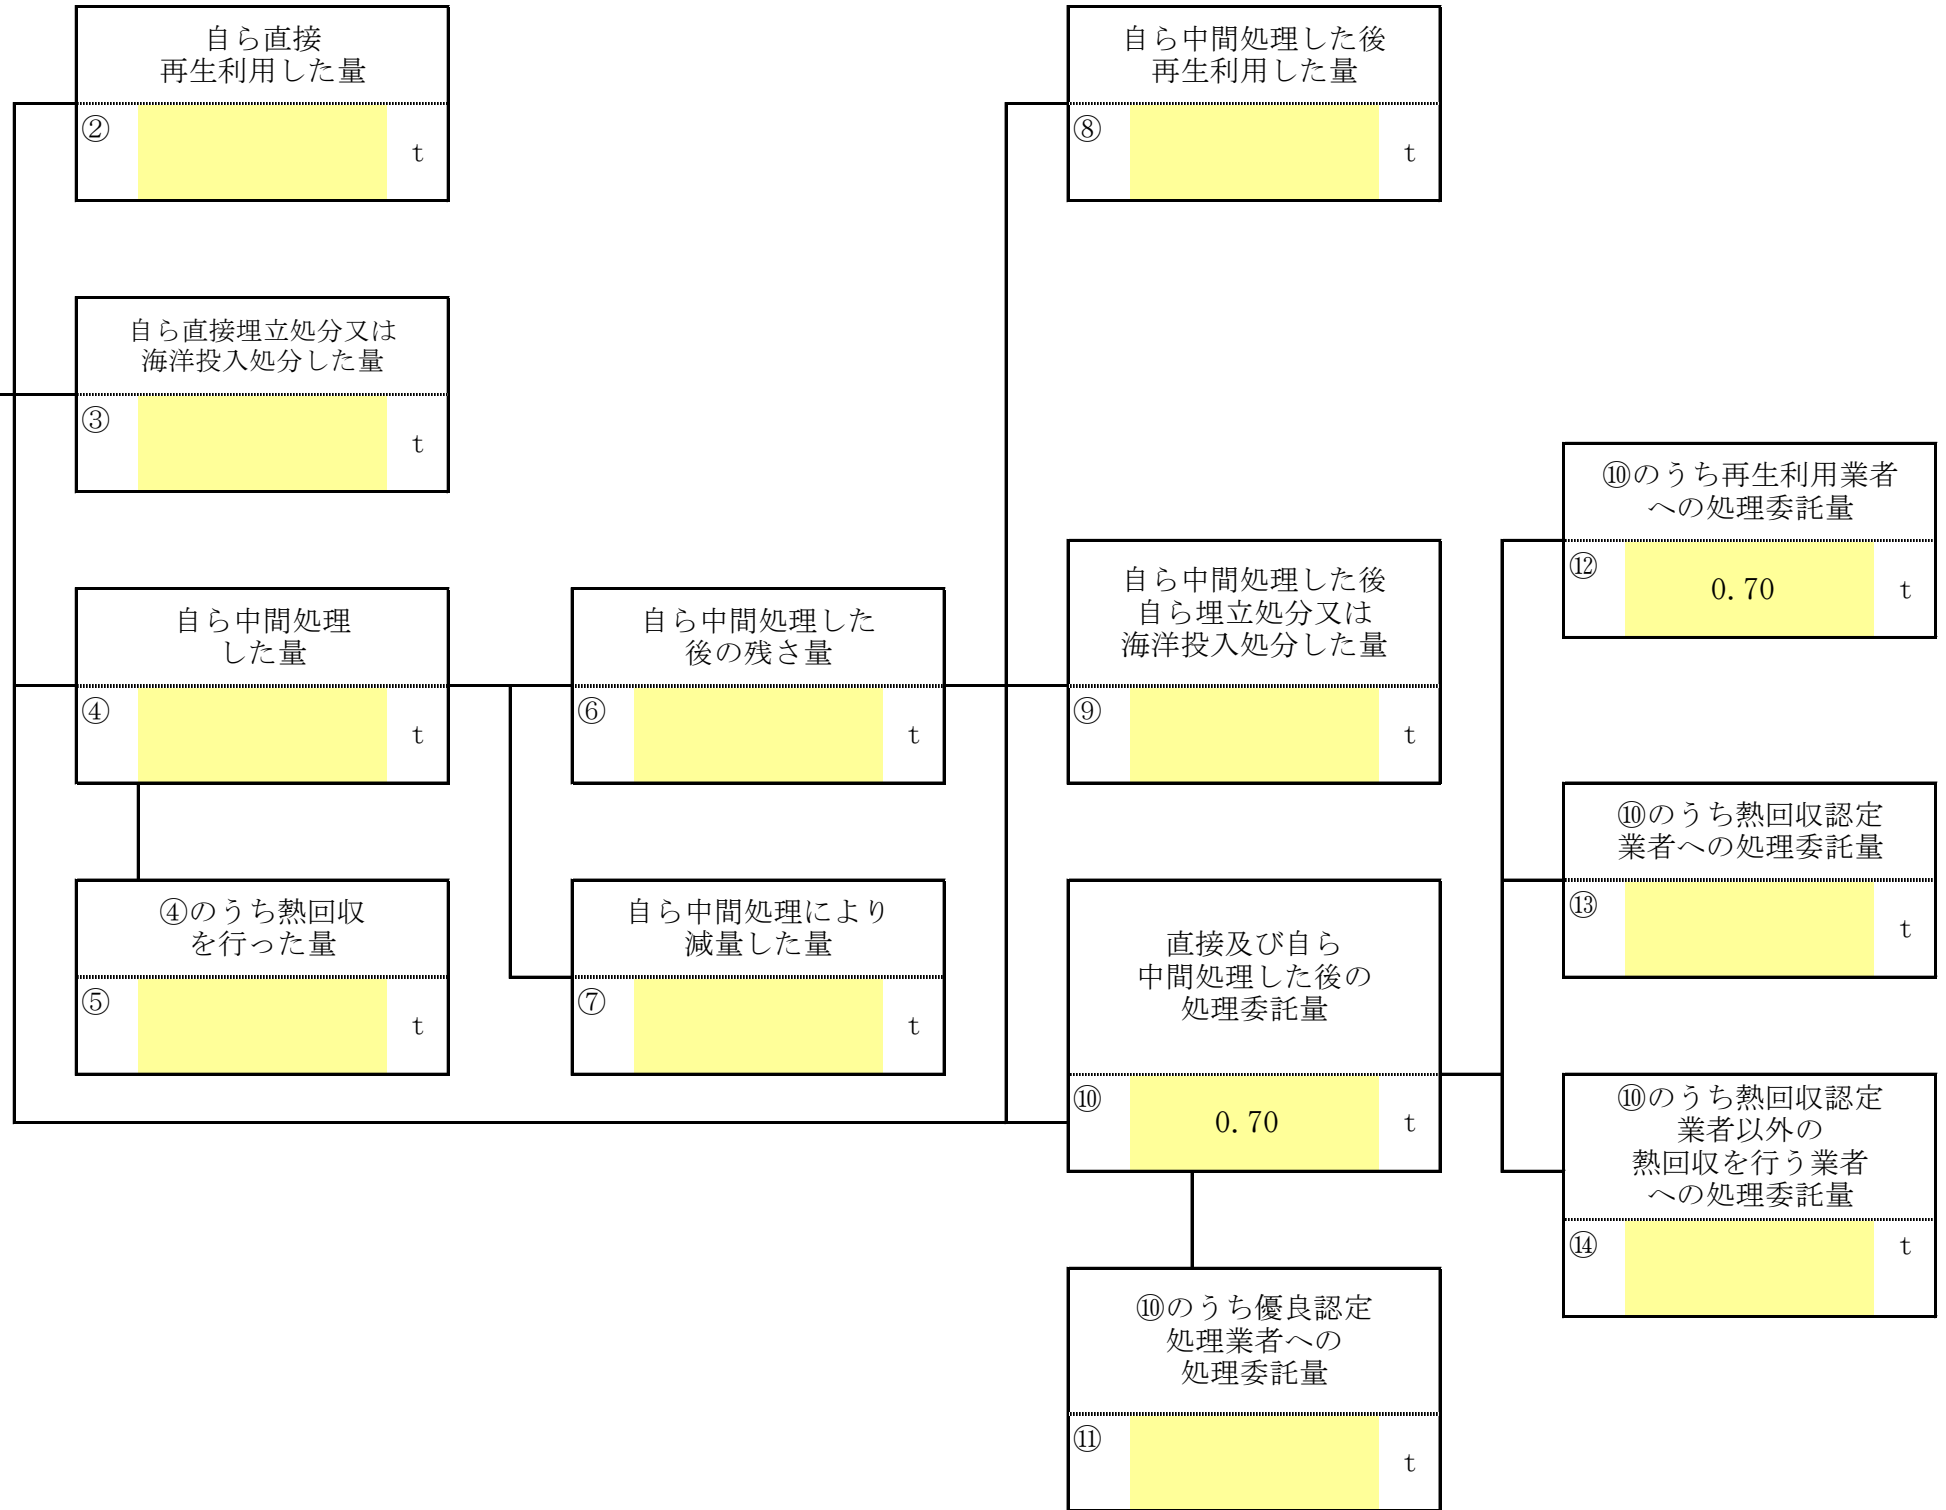 自ら直接
再生利用した量
②
t
自ら中間処理した後
再生利用した量
⑧
t
自ら直接埋立処分又は
海洋投入処分した量
③
t
⑩のうち再生利用業者
への処理委託量
⑫
0.70
t
自ら中間処理
した量
④
t
自ら中間処理した
後の残さ量
⑥
t
自ら中間処理した後
自ら埋立処分又は
海洋投入処分した量
⑨
t
⑩のうち熱回収認定
業者への処理委託量
⑬
t
④のうち熱回収
を行った量
⑤
t
自ら中間処理により
減量した量
⑦
t
直接及び自ら
中間処理した後の
処理委託量
⑩
0.70
t
⑩のうち熱回収認定
業者以外の
熱回収を行う業者
への処理委託量
⑭
t
⑩のうち優良認定
処理業者への
処理委託量
⑪
t